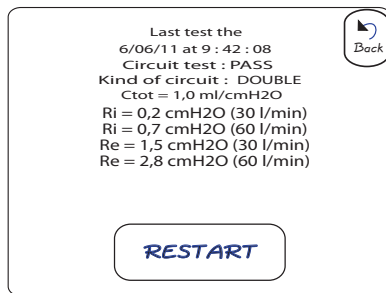 Last test the
6/06/11 at 9 : 42 : 08
Circuit test : PASS
Kind of circuit : DOUBLE
Ctot = 1,0 ml/cmH2O
Ri = 0,2 cmH2O (30 l/min)
Ri = 0,7 cmH2O (60 l/min)
Re = 1,5 cmH2O (30 l/min)
Re = 2,8 cmH2O (60 l/min)
Back
RESTART